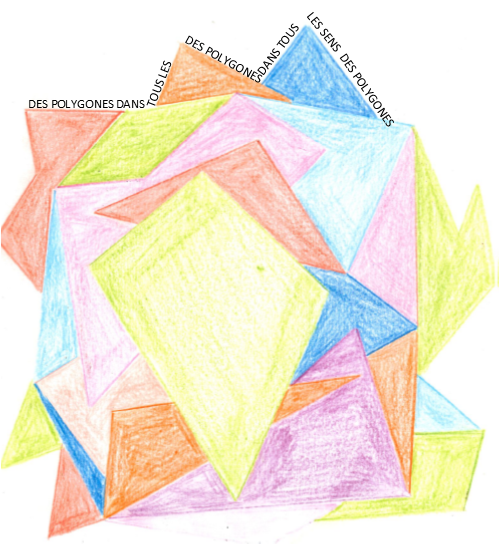 DES POLYGONES DANS
TOUS LES
DES POLYGONES
DANS TOUS
LES SENS DES POLYGONES